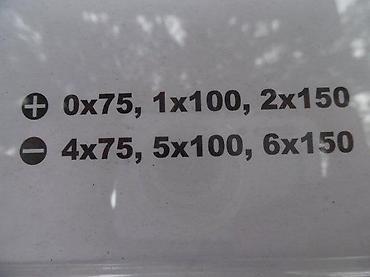 ⊕ 0x75, 1x100, 2x150
⊖ 4x75, 5x100, 6x150